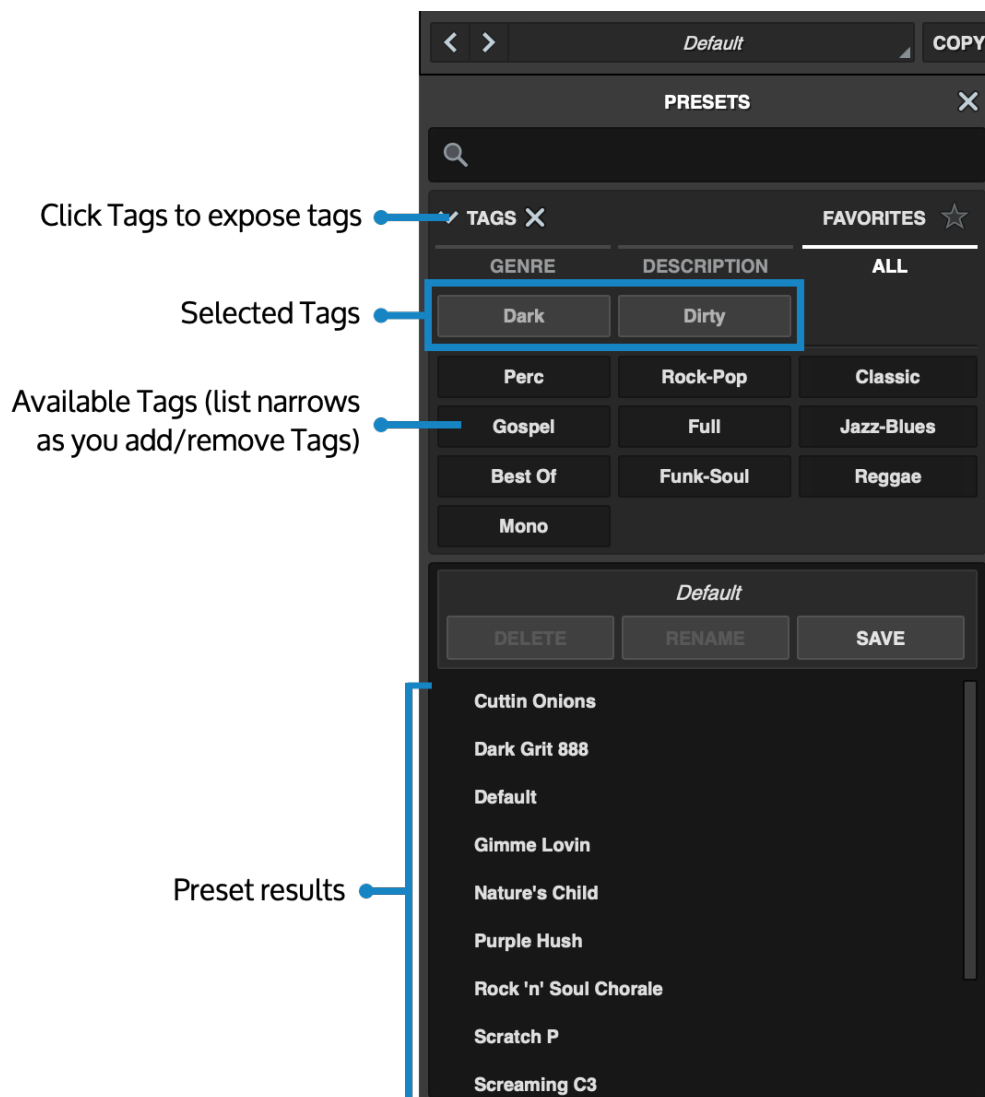 Default
COPY
PRESETS
Click Tags to expose tags
TAGS
FAVORITES
GENRE DESCRIPTION ALL
Selected Tags
Dark Dirty
Available Tags (list narrows
as you add/remove Tags)
Perc Rock-Pop Classic
Gospel Full Jazz-Blues
Best Of Funk-Soul Reggae
Mono
Default
DELETE RENAME SAVE
Preset results
Cuttin Onions
Dark Grit 888
Default
Gimme Lovin
Nature's Child
Purple Hush
Rock 'n' Soul Chorale
Scratch P
Screaming C3